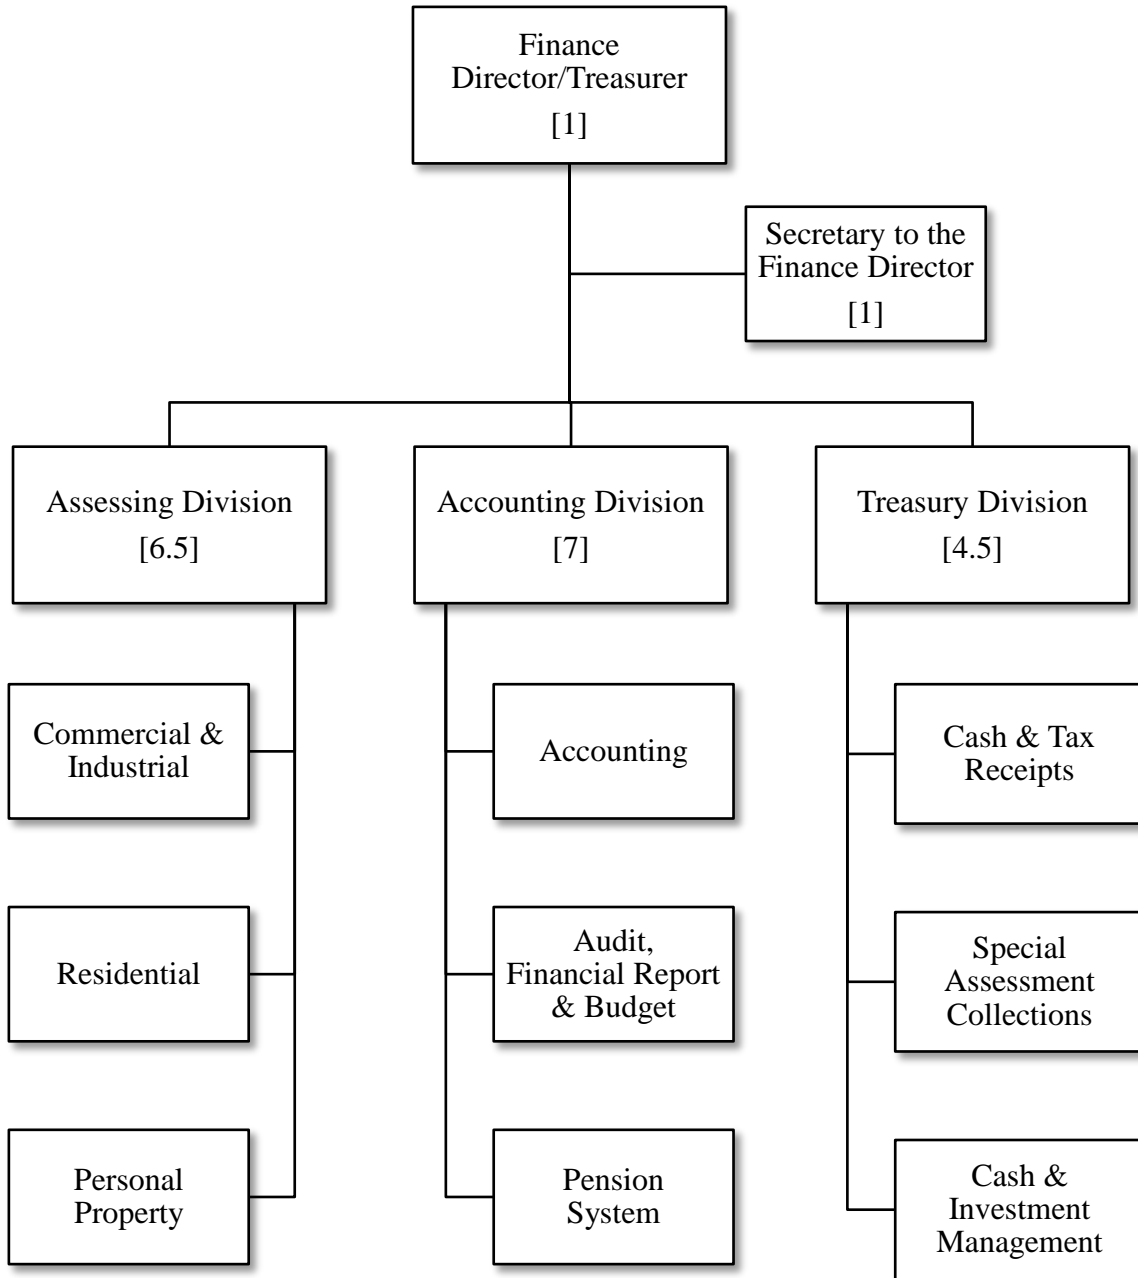 Finance
Director/Treasurer
[1]
Secretary to the
Finance Director
[1]
Assessing Division
[6.5]
Accounting Division
[7]
Treasury Division
[4.5]
Commercial &
Industrial
Accounting
Cash & Tax
Receipts
Residential
Audit,
Financial Report
& Budget
Special
Assessment
Collections
Personal
Property
Pension
System
Cash &
Investment
Management